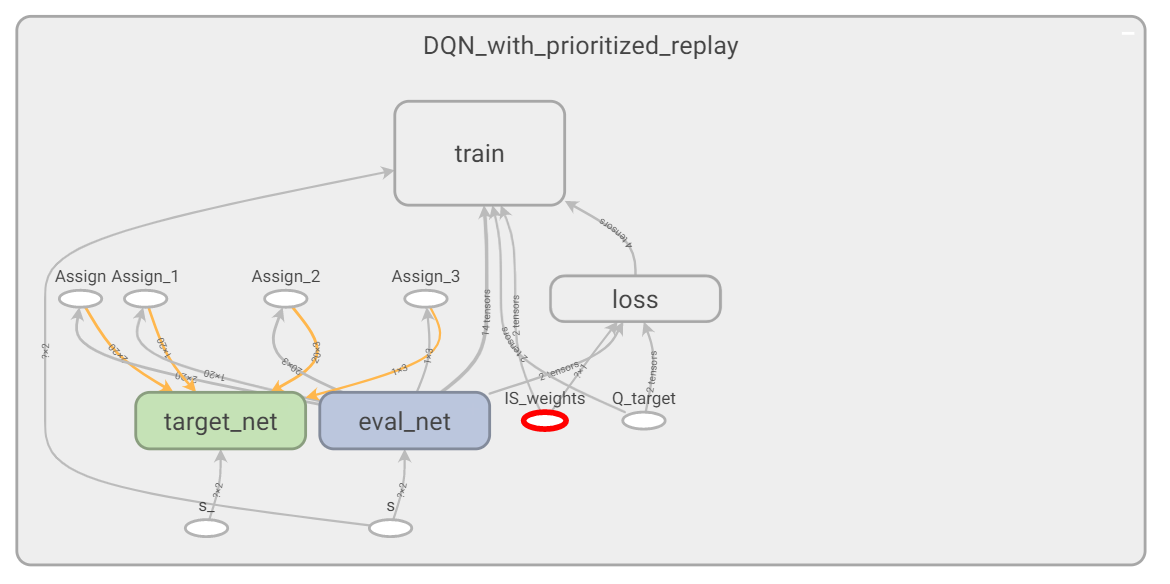 DQN_with_prioritized_replay
train
4 tensors
Assign
Assign_1
Assign_2
Assign_3
loss
14 tensors
2 tensors
2 tensors
?×2
2×20
1×20
20×3
1×3
2×20
1×20
20×3
1×3
2 tensors
?×1
2 tensors
IS_weights
Q_target
target_net
eval_net
?×2
?×2
s_
s